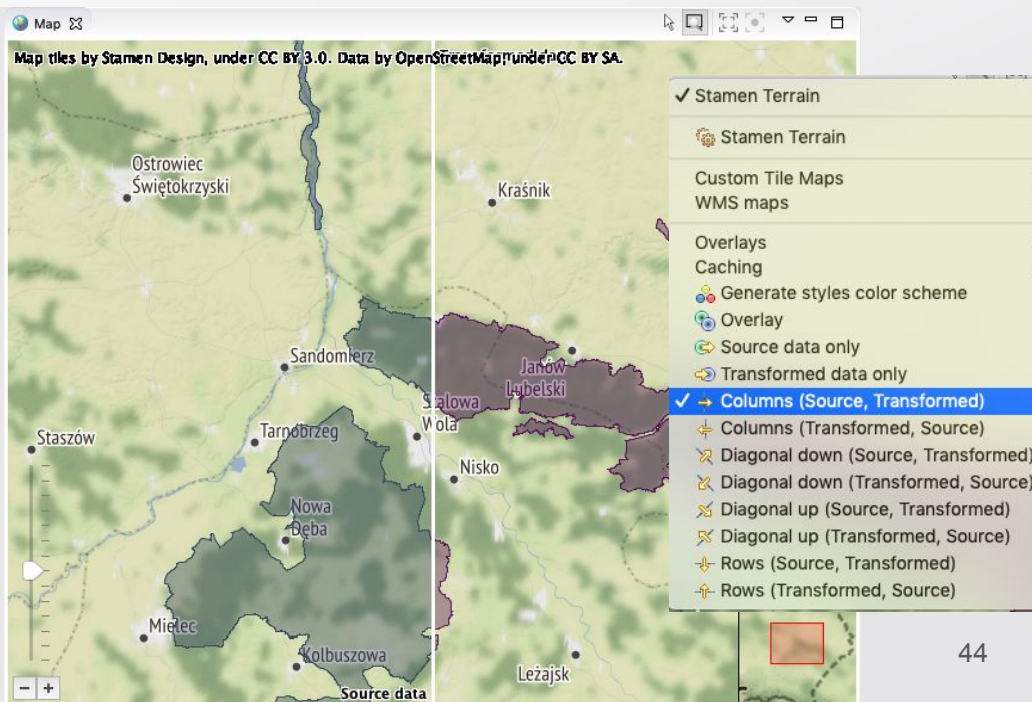 Map
Map tiles by Stamen Design, under CC BY 3.0. Data by OpenStreetMap, under CC BY SA.
Ostrowiec
Świętokrzyski
Kraśnik
Sandomierz
Janów
Lubelski
Stalowa
Wola
Staszów
Tarnobrzeg
Nisko
Nowa
Dęba
Mielec
Kolbuszowa
Leżajsk
Source data
Stamen Terrain
Stamen Terrain
Custom Tile Maps
WMS maps
Overlays
Caching
Generate styles color scheme
Overlay
Source data only
Transformed data only
Columns (Source, Transformed)
Columns (Transformed, Source)
Diagonal down (Source, Transformed)
Diagonal down (Transformed, Source)
Diagonal up (Source, Transformed)
Diagonal up (Transformed, Source)
Rows (Source, Transformed)
Rows (Transformed, Source)
44